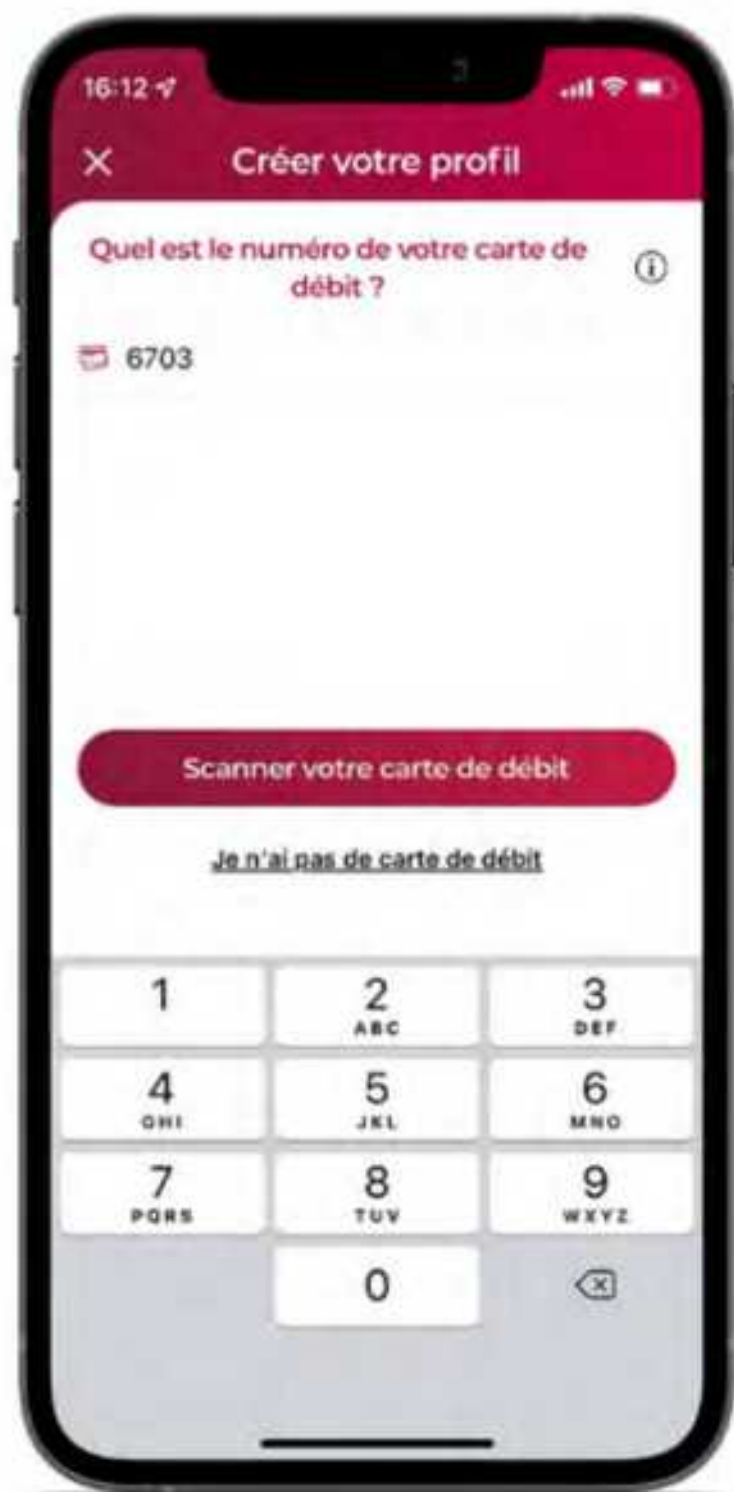 16:12
Créer votre profil
Quel est le numéro de votre carte de
débit ?
6703
Scanner votre carte de débit
Je n'ai pas de carte de débit
1
2
ABC
3
DEF
4
GHI
5
JKL
6
MNO
7
PQRS
8
TUV
9
WXYZ
0